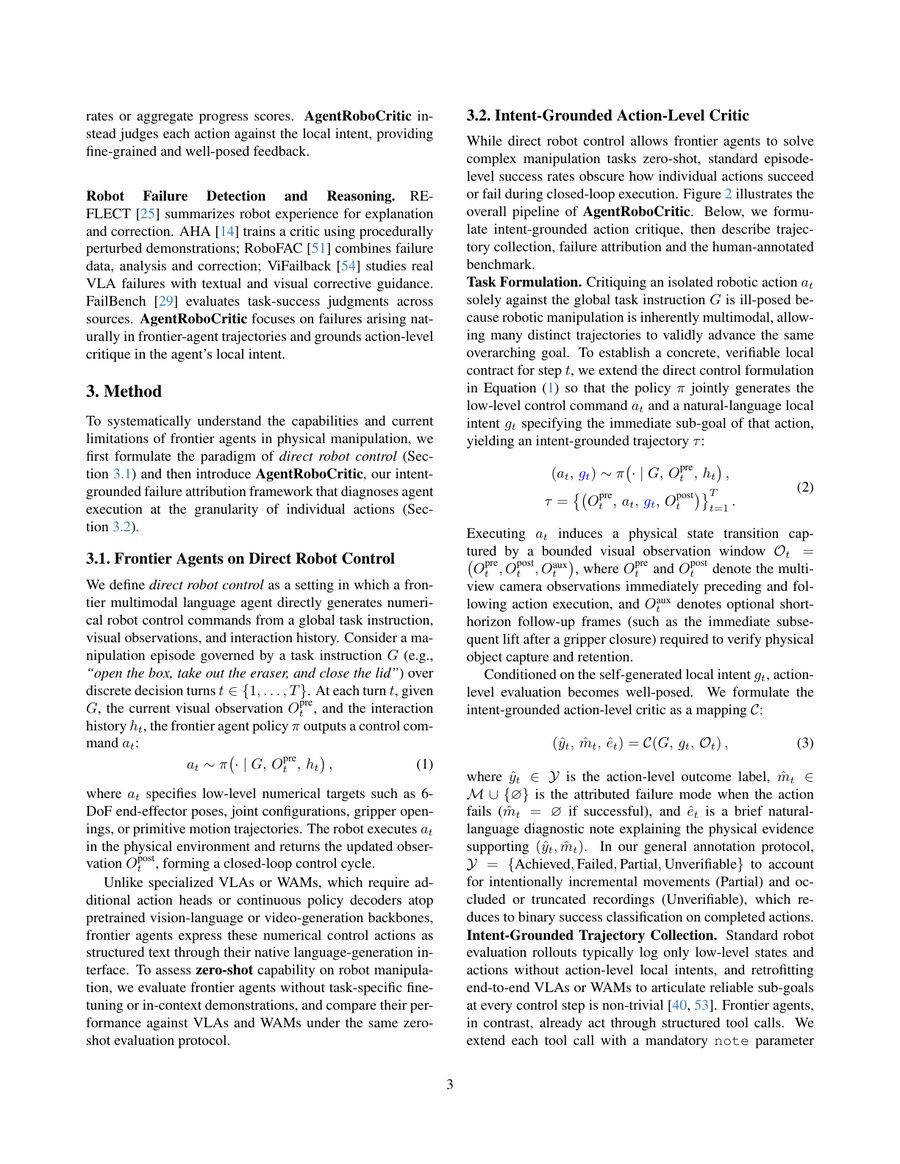 rates or aggregate progress scores. AgentRoboCritic in-
stead judges each action against the local intent, providing
fine-grained and well-posed feedback.
Robot Failure Detection and Reasoning. RE-
FLECT [25] summarizes robot experience for explanation
and correction. AHA [14] trains a critic using procedurally
perturbed demonstrations; RoboFAC [51] combines failure
data, analysis and correction; ViFailback [54] studies real
VLA failures with textual and visual corrective guidance.
FailBench [29] evaluates task-success judgments across
sources. AgentRoboCritic focuses on failures arising nat-
urally in frontier-agent trajectories and grounds action-level
critique in the agent's local intent.
3. Method
To systematically understand the capabilities and current
limitations of frontier agents in physical manipulation, we
first formulate the paradigm of direct robot control (Sec-
tion 3.1) and then introduce AgentRoboCritic, our intent-
grounded failure attribution framework that diagnoses agent
execution at the granularity of individual actions (Sec-
tion 3.2).
3.1. Frontier Agents on Direct Robot Control
We define direct robot control as a setting in which a fron-
tier multimodal language agent directly generates numeri-
cal robot control commands from a global task instruction,
visual observations, and interaction history. Consider a ma-
nipulation episode governed by a task instruction G (e.g.,
“open the box, take out the eraser, and close the lid”) over
discrete decision turns t ∈ {1, . . . , T}. At each turn t, given
G, the current visual observation O_t^pre, and the interaction
history h_t, the frontier agent policy π outputs a control com-
mand a_t:
a_t ∼ π(· | G, O_t^pre, h_t) , (1)
where a_t specifies low-level numerical targets such as 6-
DoF end-effector poses, joint configurations, gripper open-
ings, or primitive motion trajectories. The robot executes a_t
in the physical environment and returns the updated obser-
vation O_t^post, forming a closed-loop control cycle.
Unlike specialized VLAs or WAMs, which require ad-
ditional action heads or continuous policy decoders atop
pretrained vision-language or video-generation backbones,
frontier agents express these numerical control actions as
structured text through their native language-generation in-
terface. To assess zero-shot capability on robot manipula-
tion, we evaluate frontier agents without task-specific fine-
tuning or in-context demonstrations, and compare their per-
formance against VLAs and WAMs under the same zero-
shot evaluation protocol.
3.2. Intent-Grounded Action-Level Critic
While direct robot control allows frontier agents to solve
complex manipulation tasks zero-shot, standard episode-
level success rates obscure how individual actions succeed
or fail during closed-loop execution. Figure 2 illustrates the
overall pipeline of AgentRoboCritic. Below, we formu-
late intent-grounded action critique, then describe trajec-
tory collection, failure attribution and the human-annotated
benchmark.
Task Formulation. Critiquing an isolated robotic action a_t
solely against the global task instruction G is ill-posed be-
cause robotic manipulation is inherently multimodal, allow-
ing many distinct trajectories to validly advance the same
overarching goal. To establish a concrete, verifiable local
contract for step t, we extend the direct control formulation
in Equation (1) so that the policy π jointly generates the
low-level control command a_t and a natural-language local
intent g_t specifying the immediate sub-goal of that action,
yielding an intent-grounded trajectory τ:
(a_t, g_t) ∼ π(· | G, O_t^pre, h_t) ,
τ = {(O_t^pre, a_t, g_t, O_t^post)}_{t=1}^T . (2)
Executing a_t induces a physical state transition cap-
tured by a bounded visual observation window 𝒪_t =
(O_t^pre, O_t^post, O_t^aux), where O_t^pre and O_t^post denote the multi-
view camera observations immediately preceding and fol-
lowing action execution, and O_t^aux denotes optional short-
horizon follow-up frames (such as the immediate subse-
quent lift after a gripper closure) required to verify physical
object capture and retention.
Conditioned on the self-generated local intent g_t, action-
level evaluation becomes well-posed. We formulate the
intent-grounded action-level critic as a mapping 𝒞:
(ŷ_t, m̂_t, ê_t) = 𝒞(G, g_t, 𝒪_t) , (3)
where ŷ_t ∈ 𝒴 is the action-level outcome label, m̂_t ∈
ℳ ∪ {∅} is the attributed failure mode when the action
fails (m̂_t = ∅ if successful), and ê_t is a brief natural-
language diagnostic note explaining the physical evidence
supporting (ŷ_t, m̂_t). In our general annotation protocol,
𝒴 = {Achieved, Failed, Partial, Unverifiable} to account
for intentionally incremental movements (Partial) and oc-
cluded or truncated recordings (Unverifiable), which re-
duces to binary success classification on completed actions.
Intent-Grounded Trajectory Collection. Standard robot
evaluation rollouts typically log only low-level states and
actions without action-level local intents, and retrofitting
end-to-end VLAs or WAMs to articulate reliable sub-goals
at every control step is non-trivial [40, 53]. Frontier agents,
in contrast, already act through structured tool calls. We
extend each tool call with a mandatory note parameter
3